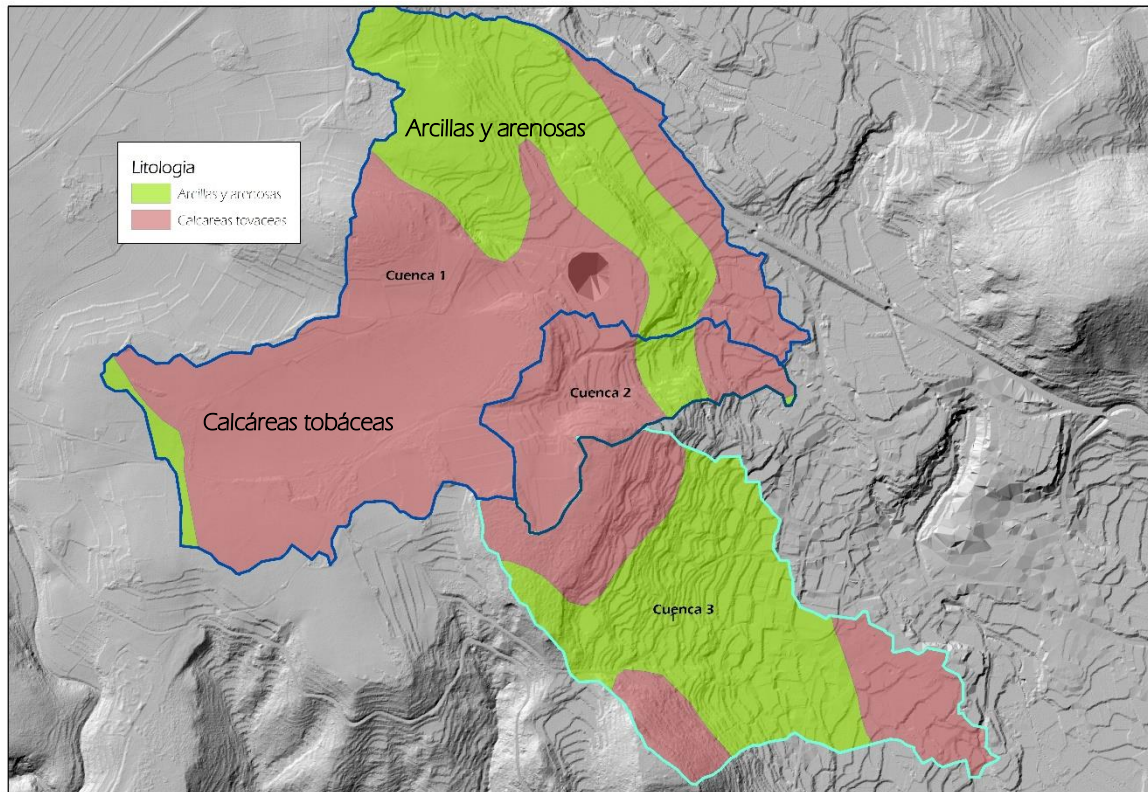 Arcillas y arenosas
Litologia
Arcillas y arenosas
Calcareas tovaceas
Cuenca 1
Cuenca 2
Calcáreas tobáceas
Cuenca 3